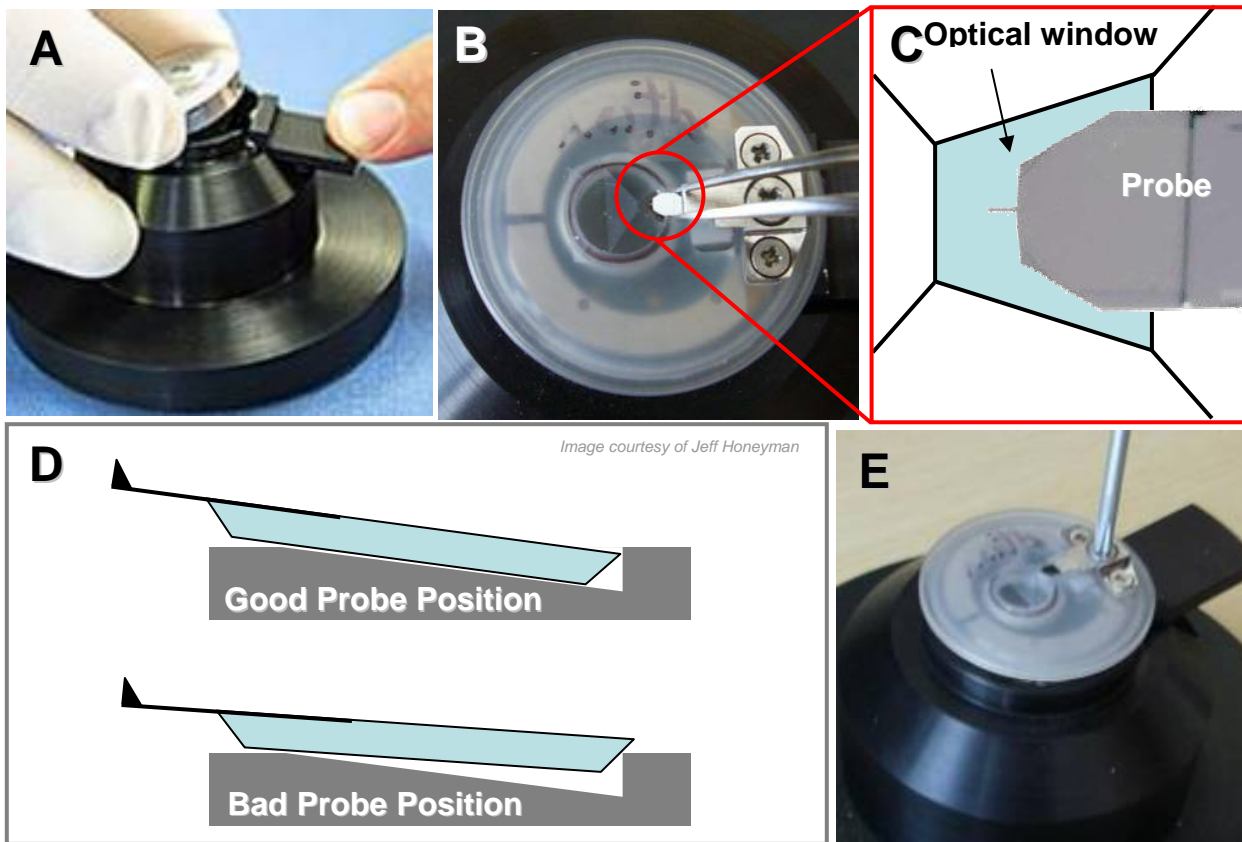 A
B
C
Optical window
Probe
D
Image courtesy of Jeff Honeyman
Good Probe Position
Bad Probe Position
E